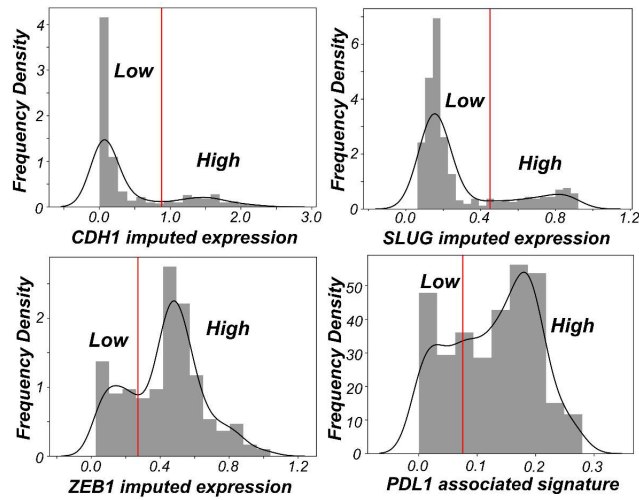 Frequency Density
4
3
2
1
0
Low
High
0.0
1.0
2.0
3.0
CDH1 imputed expression
Frequency Density
6
4
2
0
Low
High
0.0
0.4
0.8
1.2
SLUG imputed expression
Frequency Density
2
1
0
Low
High
0.0
0.4
0.8
1.2
ZEB1 imputed expression
Frequency Density
50
40
30
20
10
0
Low
High
0.0
0.1
0.2
0.3
PDL1 associated signature